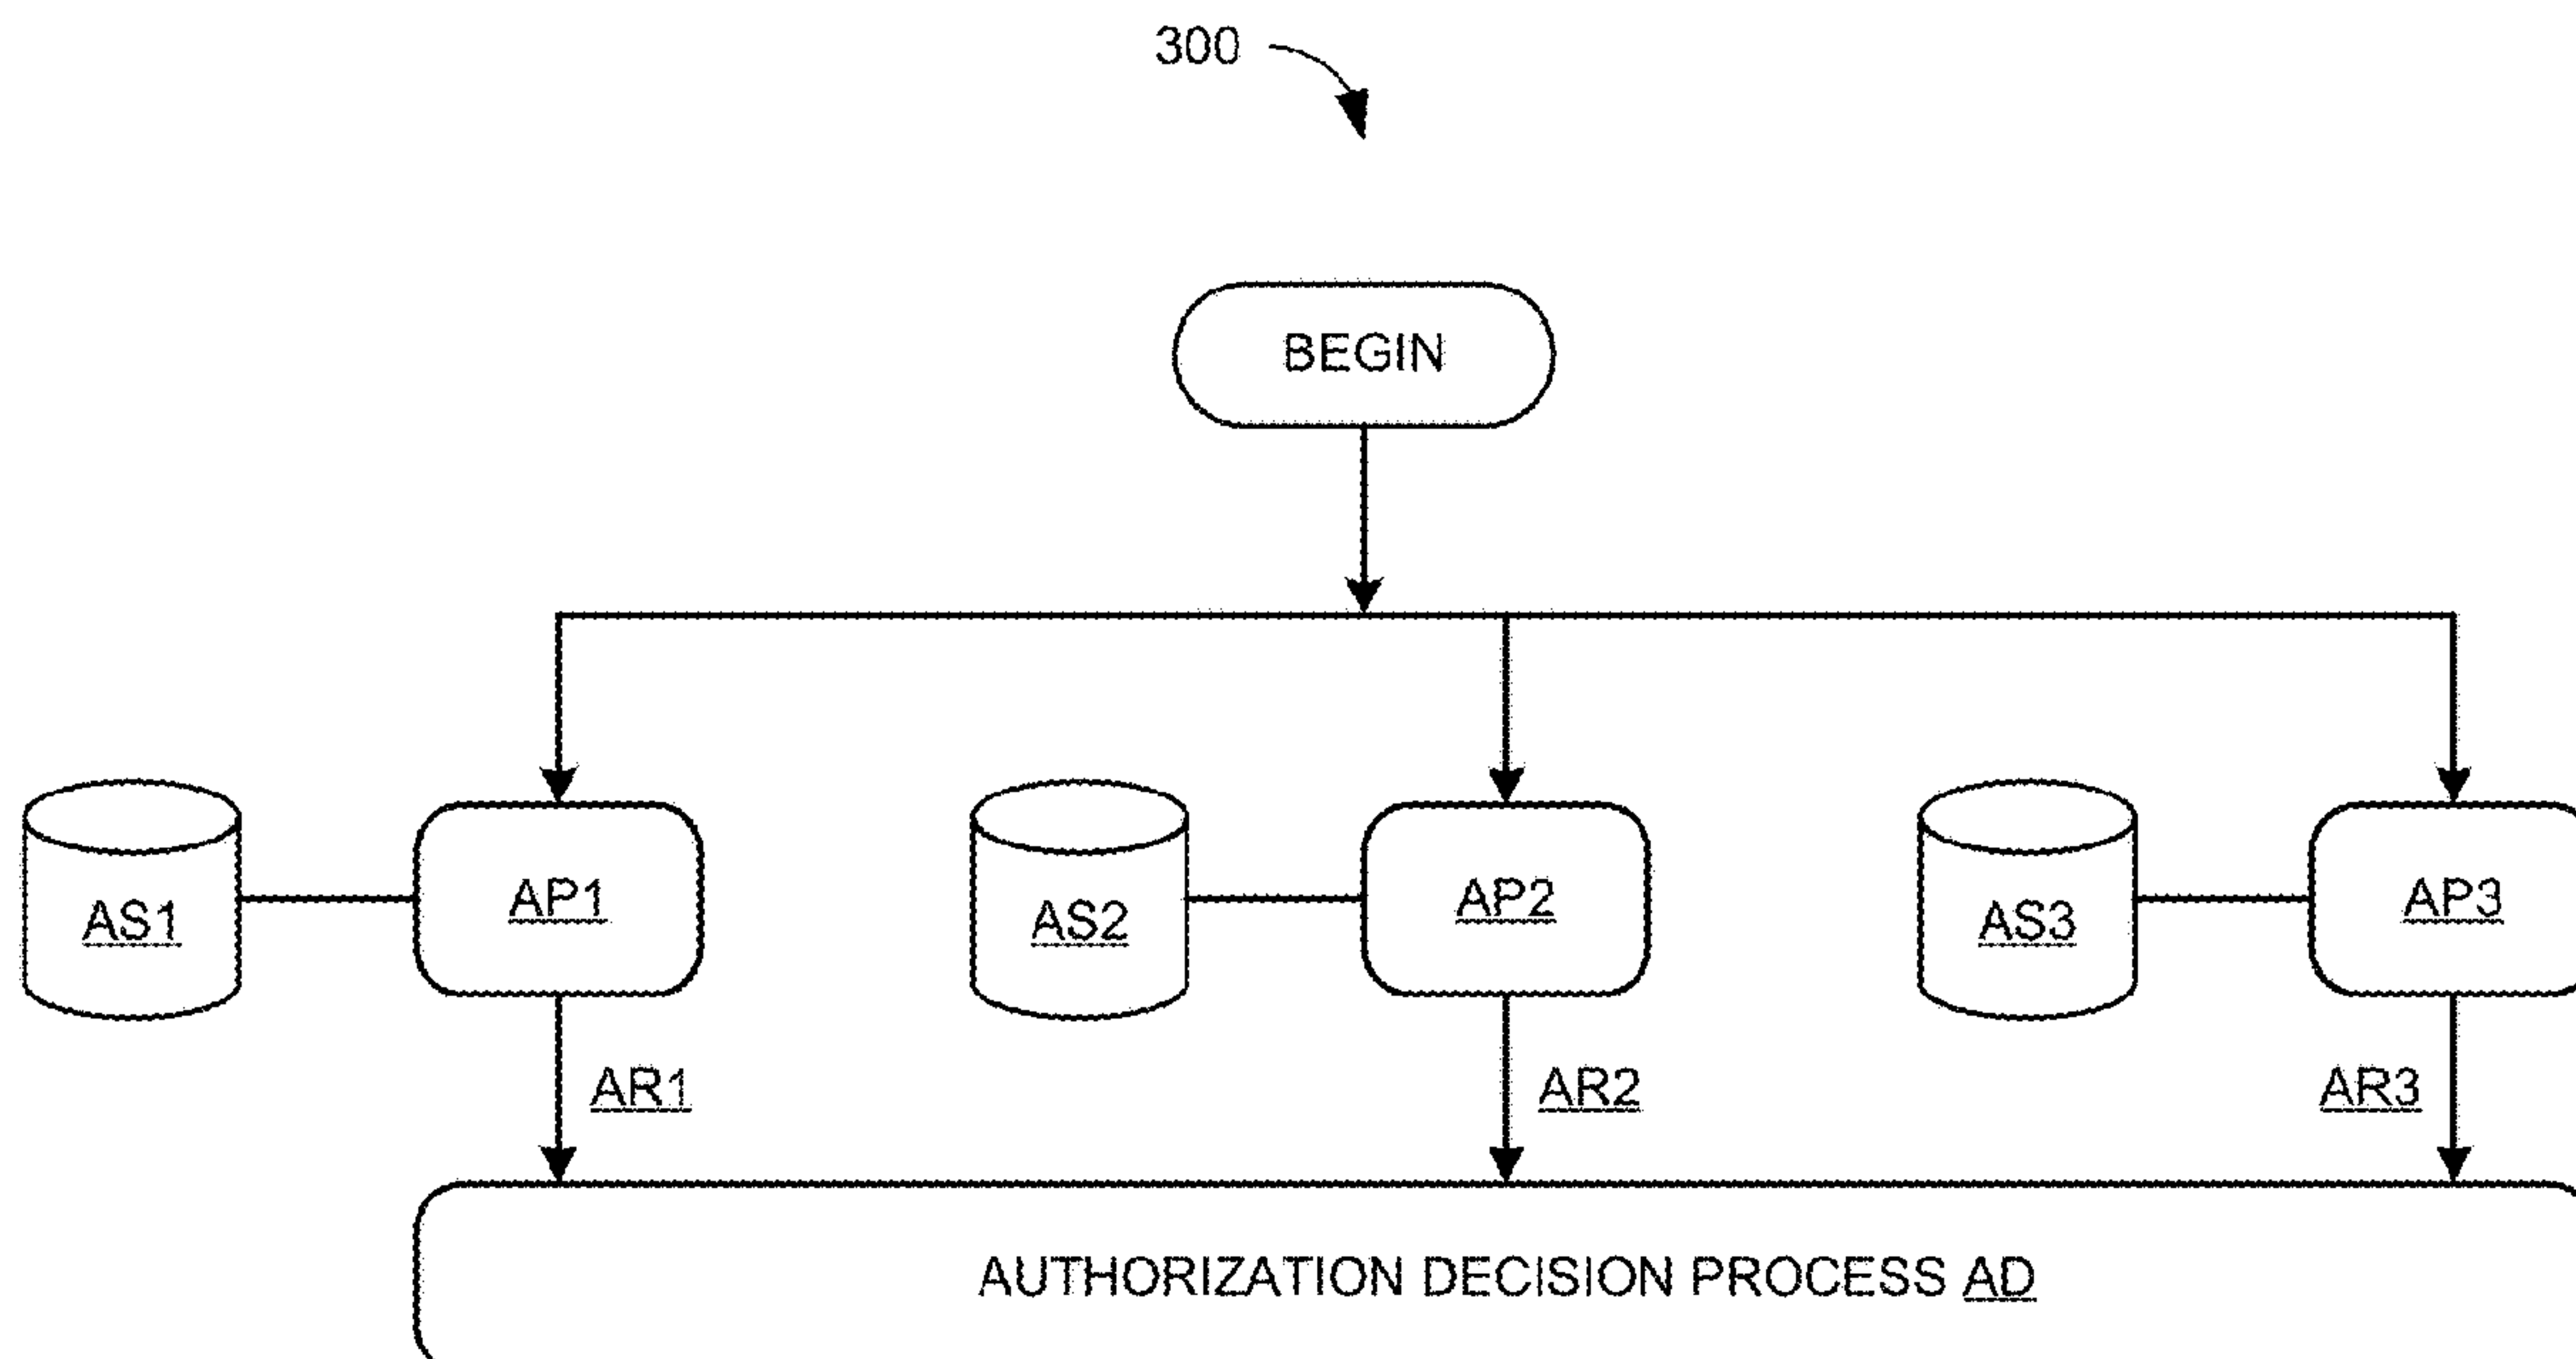 300
BEGIN
AS1
AP1
AS2
AP2
AS3
AP3
AR1
AR2
AR3
AUTHORIZATION DECISION PROCESS AD